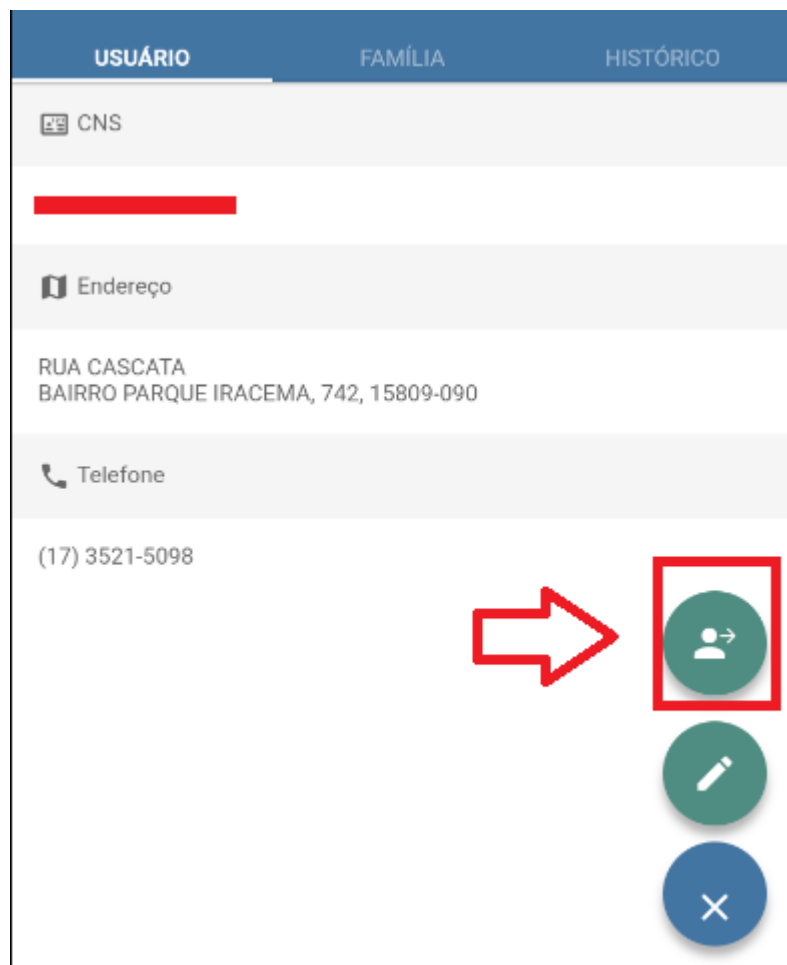 USUÁRIO
FAMÍLIA
HISTÓRICO
CNS
Endereço
RUA CASCATA
BAIRRO PARQUE IRACEMA, 742, 15809-090
Telefone
(17) 3521-5098